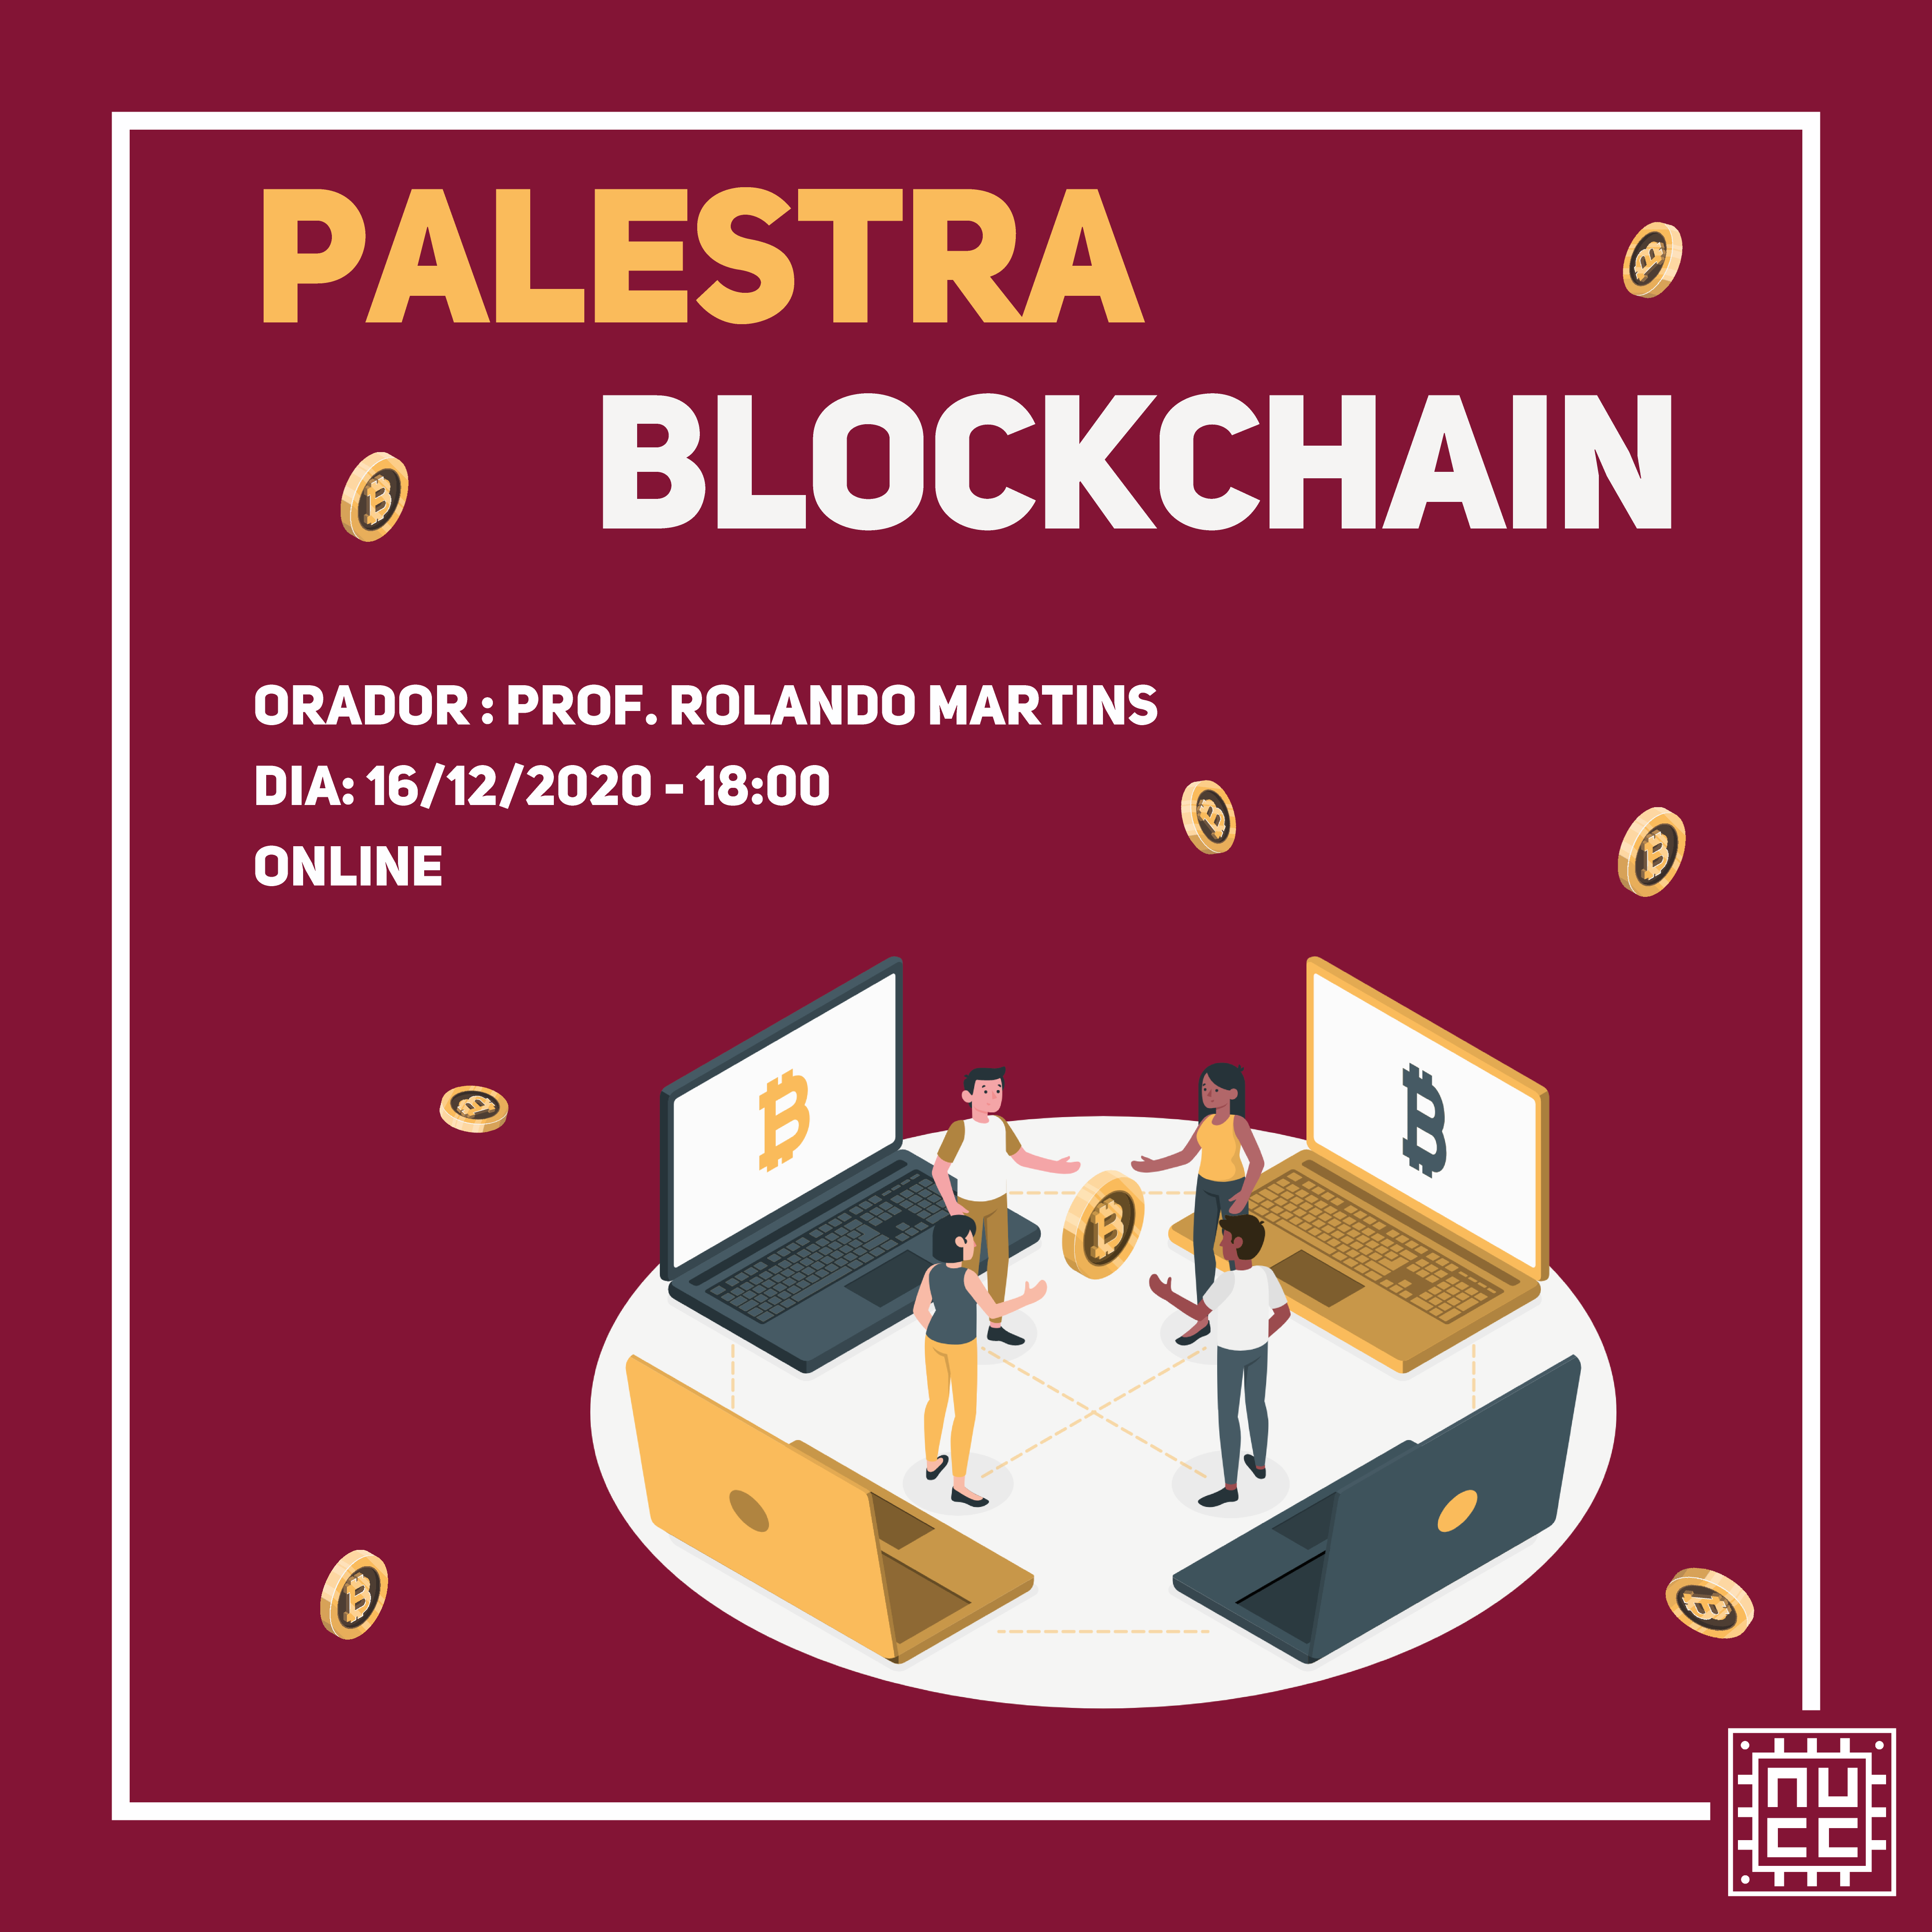 PALESTRA
BLOCKCHAIN
ORADOR : PROF. ROLANDO MARTINS
DIA: 16/12/2020 - 18:00
ONLINE
NU
CC